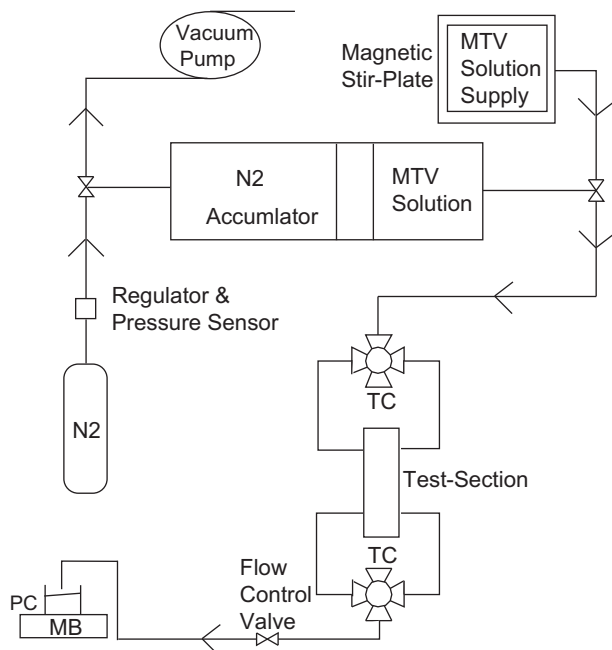 Vacuum
Pump
Magnetic
Stir-Plate
MTV
Solution
Supply
N2
Accumlator
MTV
Solution
Regulator &
Pressure Sensor
N2
TC
Test-Section
TC
Flow
Control
Valve
PC
MB